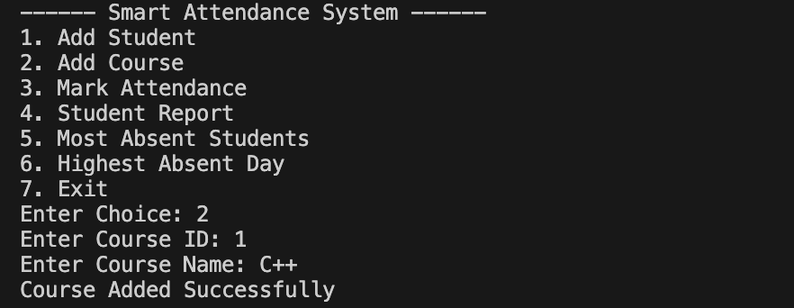 ------ Smart Attendance System ------
1. Add Student
2. Add Course
3. Mark Attendance
4. Student Report
5. Most Absent Students
6. Highest Absent Day
7. Exit
Enter Choice: 2
Enter Course ID: 1
Enter Course Name: C++
Course Added Successfully